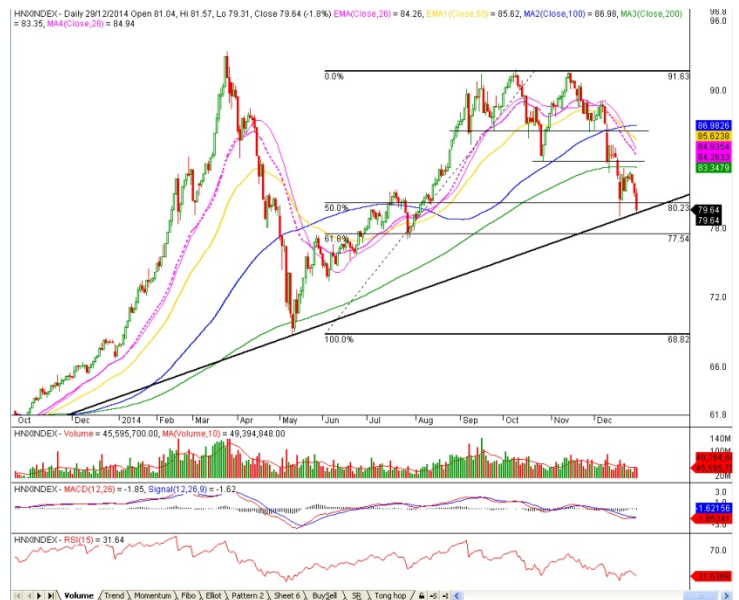 HNXINDEX - Daily 29/12/2014 Open 81.04, Hi 81.57, Lo 79.31, Close 79.64 (-1.8%) EMA(Close,26) = 84.26, EMA1(Close,50) = 85.62, MA2(Close,100) = 86.98, MA3(Close,200)
= 83.35, MA4(Close,26) = 84.94
96.0
0.0%
91.63
90.0
86.9826
85.6238
84.9354
84.2633
83.3479
50.0%
80.23
79.64
79.64
78.0
61.8%
77.54
72.0
100.0%
68.82
66.0
61.8
Oct Dec 2014 Feb Mar Apr May Jun Jul Aug Sep Oct Nov Dec
HNXINDEX - Volume = 45,595,700.00, MA(Volume,10) = 49,394,848.00
140M
20M
HNXINDEX - MACD(12,26) = -1.85, Signal(12,26,9) = -1.62
3.0
-1.62156
HNXINDEX - RSI(15) = 31.64
70.0
Volume Trend Momentum Fibo Elliot Pattern 2 Sheet 6 BuySell SR Tong hop